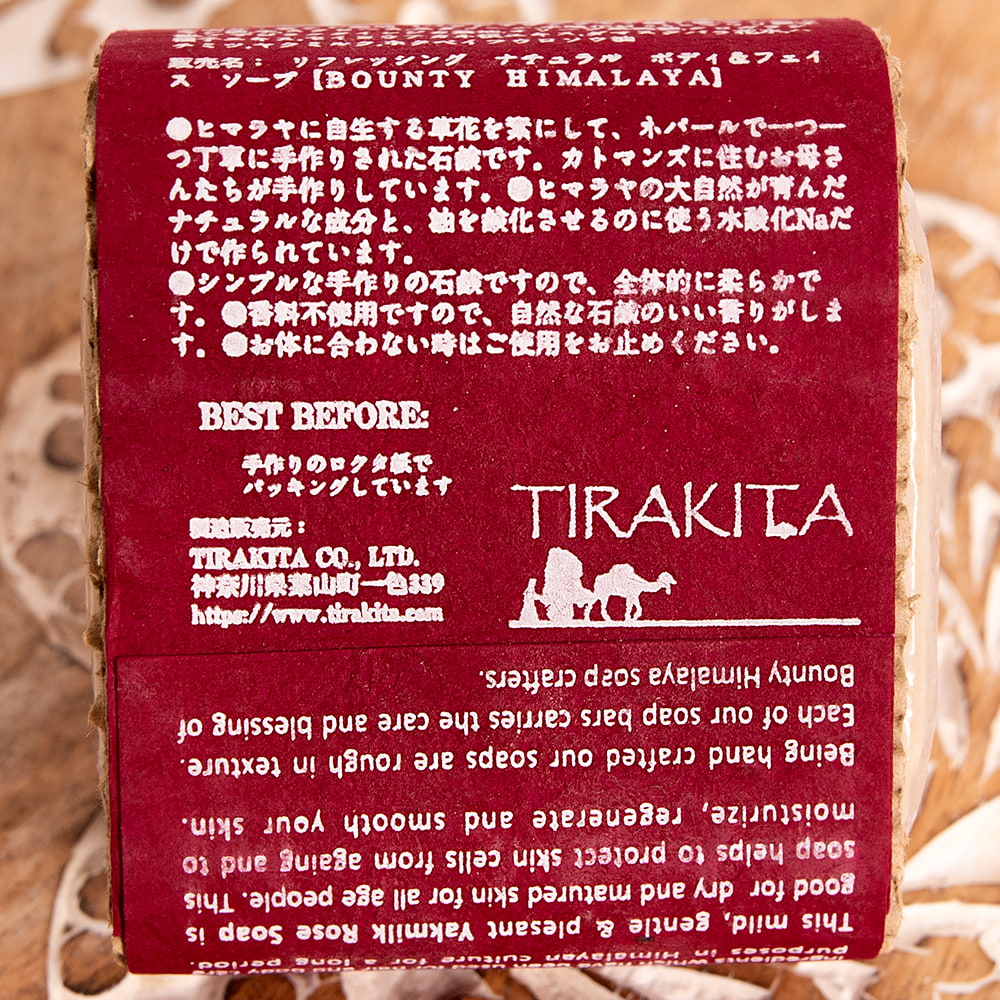 販売名: リフレッシング ナチュラル ボディ&フェイ
ス ソープ【BOUNTY HIMALAYA】
●ヒマラヤに自生する草花を素にして、ネパールで一つ一
つ丁寧に手作りされた石鹸です。カトマンズに住むお母さ
んたちが手作りしています。●ヒマラヤの大自然が育んだ
ナチュラルな成分と、油を鹸化させるのに使う水酸化Naだ
けで作られています。
●シンプルな手作りの石鹸ですので、全体的に柔らかで
す。●香料不使用ですので、自然な石鹸のいい香りがしま
す。●お体に合わない時はご使用をお止めください。
BEST BEFORE:
手作りのロクタ紙で
パッキングしています
製造販売元:
TIRAKITA CO., LTD.
神奈川県葉山町一色339
https://www.tirakita.com
TIRAKITA
purposes in Himalayan culture for a long period.
This mild, gentle & plesant Yakmilk Rose Soap is
good for dry and matured skin for all age people. This
soap helps to protect skin cells from ageing and to
moisturize, regenerate and smooth your skin.
Being hand crafted our soaps are rough in texture.
Each of our soap bars carries the care and blessing of
Bounty Himalaya soap crafters.